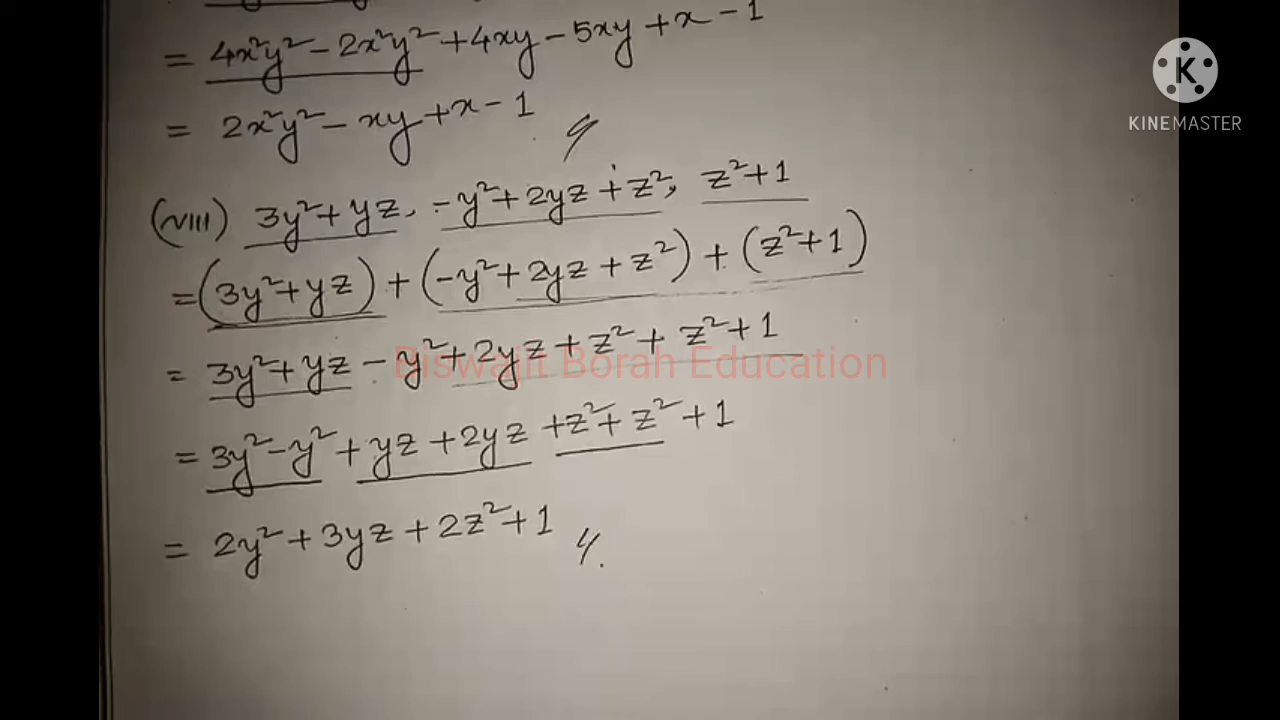 = 4x²y² - 2x²y² + 4xy - 5xy + x - 1
= 2x²y² - xy + x - 1
(VIII) 3y² + yz, -y² + 2yz + z², z² + 1
= (3y² + yz) + (-y² + 2yz + z²) + (z² + 1)
= 3y² + yz - y² + 2yz + z² + z² + 1
= 3y² - y² + yz + 2yz + z² + z² + 1
= 2y² + 3yz + 2z² + 1
Biswajit Borah Education
K
KINEMASTER